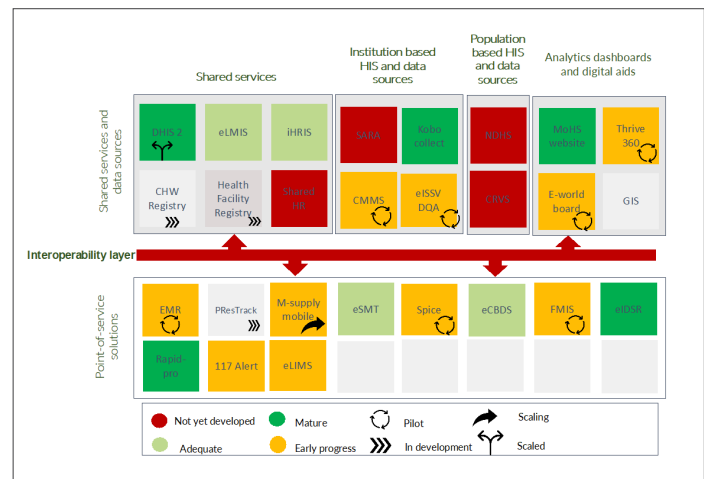 Shared services
Institution based
HIS and data
sources
Population
based HIS
and data
sources
Analytics dashboards
and digital aids
Shared services and
data sources
DHIS 2
eLMIS
iHRIS
SARA
Kobo
collect
NDHS
MoHS
website
Thrive
360
CHW
Registry
Health
Facility
Registry
Shared
HR
CMMS
eISSV
DQA
CRVS
E-world
board
GIS
Interoperability layer
Point-of-service
solutions
EMR
PResTrack
M-supply
mobile
eSMT
Spice
eCBDS
FMIS
eIDSR
Rapid-
pro
117 Alert
eLIMS
Not yet developed
Mature
Pilot
Scaling
Adequate
Early progress
In development
Scaled